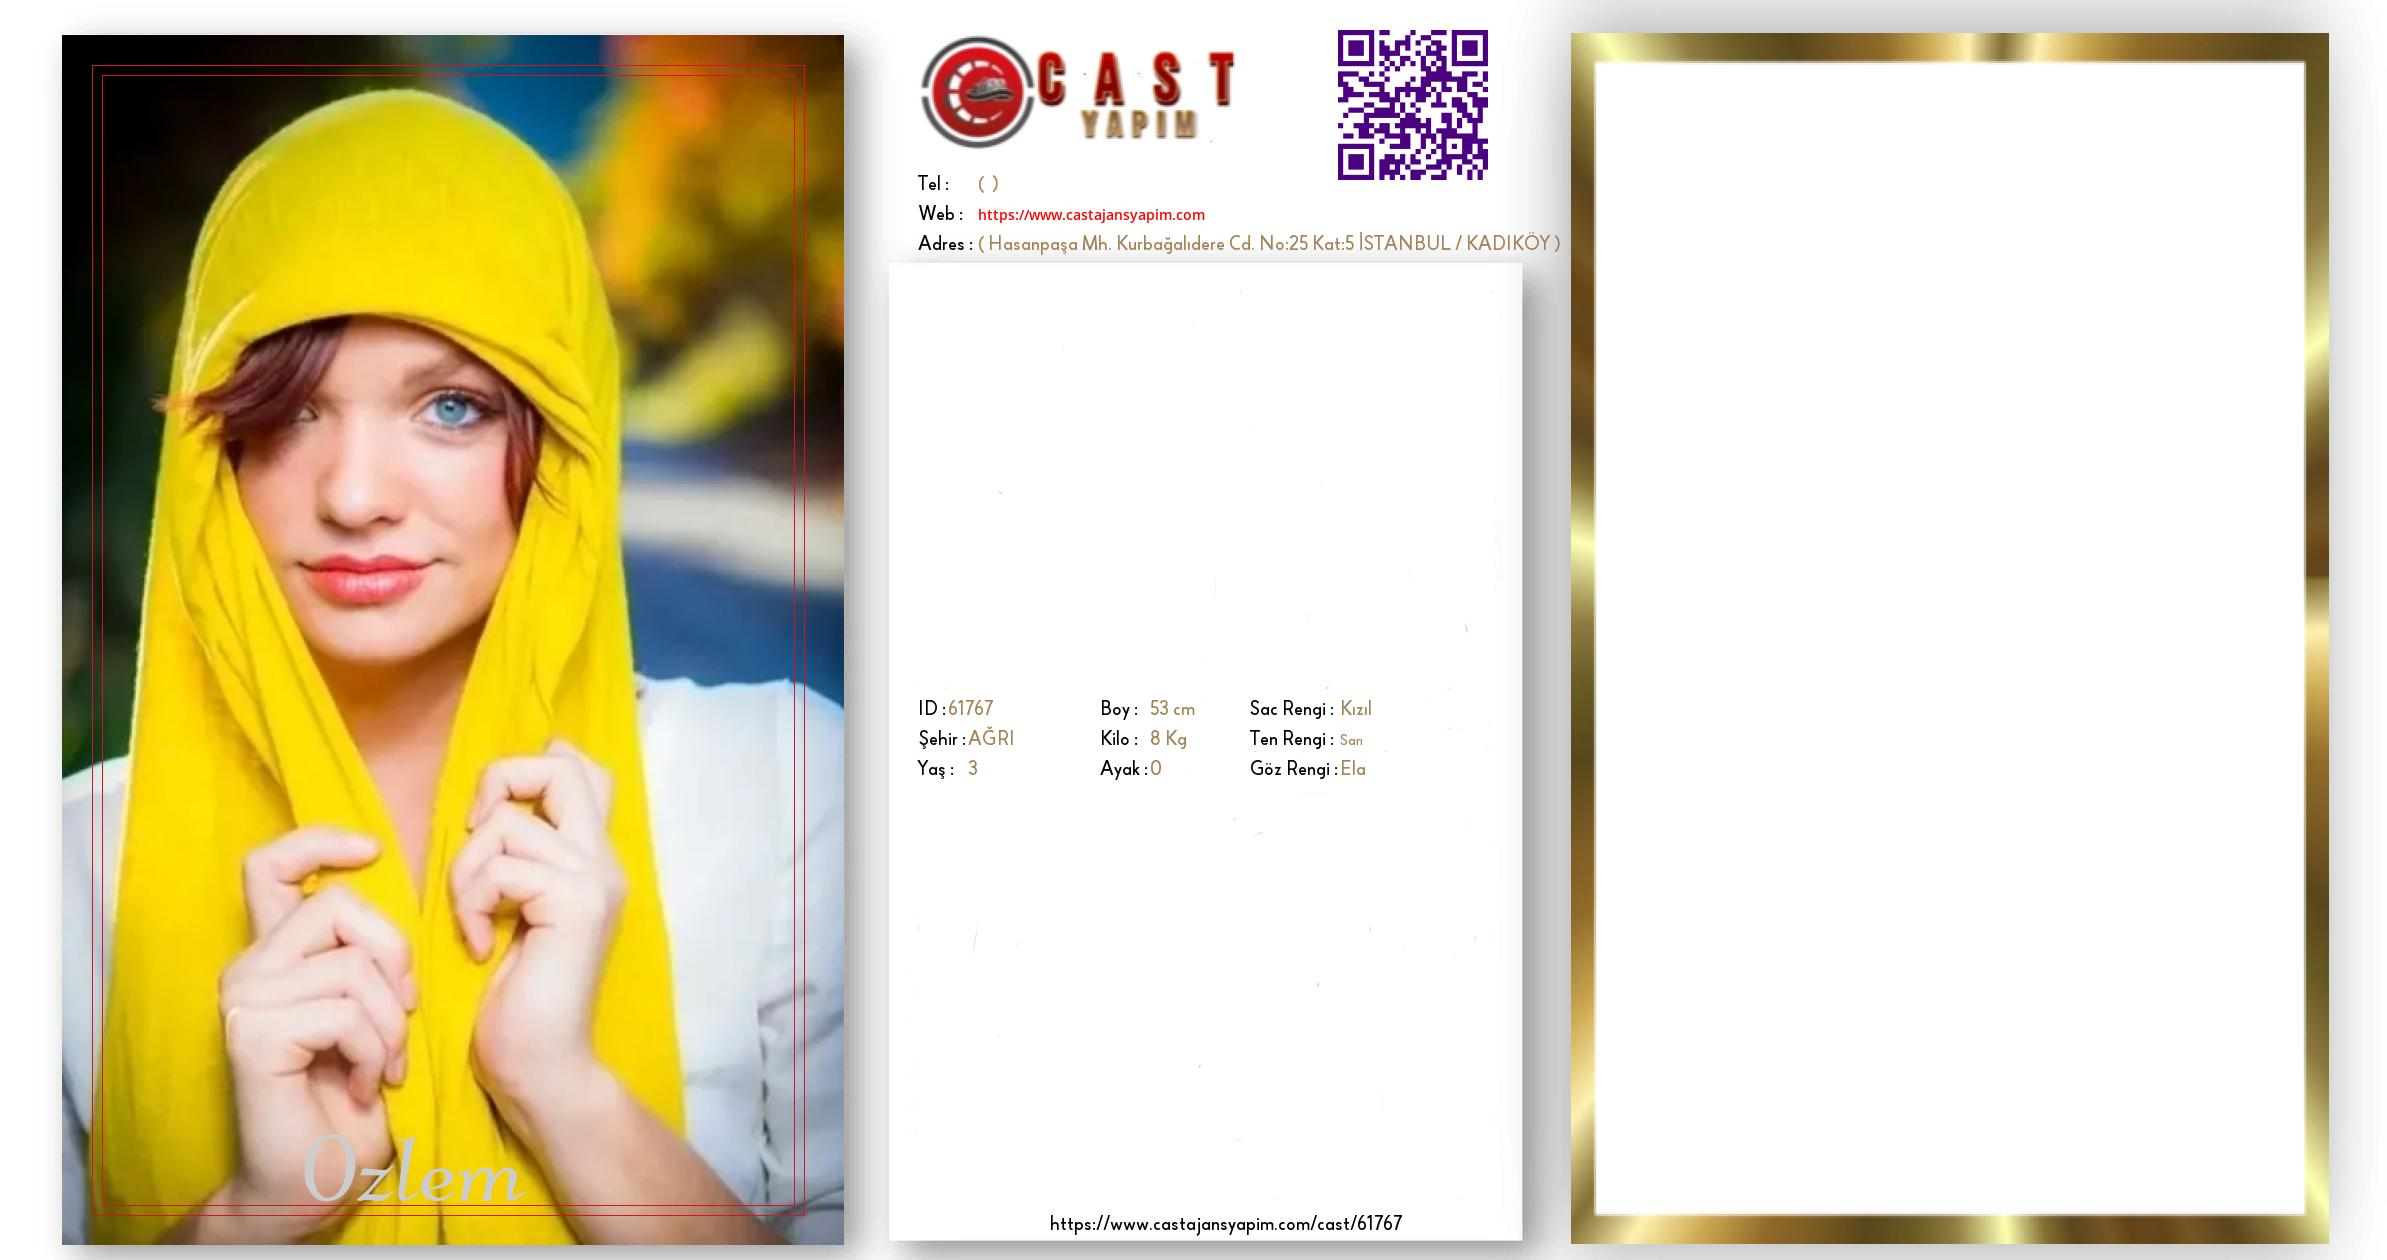 Ozlem
CAST
YAPIM
Tel : ( )
Web : https://www.castajansyapim.com
Adres : ( Hasanpaşa Mh. Kurbağalıdere Cd. No:25 Kat:5 İSTANBUL / KADIKÖY )
ID : 61767 Boy : 53 cm Sac Rengi : Kızıl
Şehir : AĞRI Kilo : 8 Kg Ten Rengi : Sarı
Yaş : 3 Ayak : 0 Göz Rengi : Ela
https://www.castajansyapim.com/cast/61767